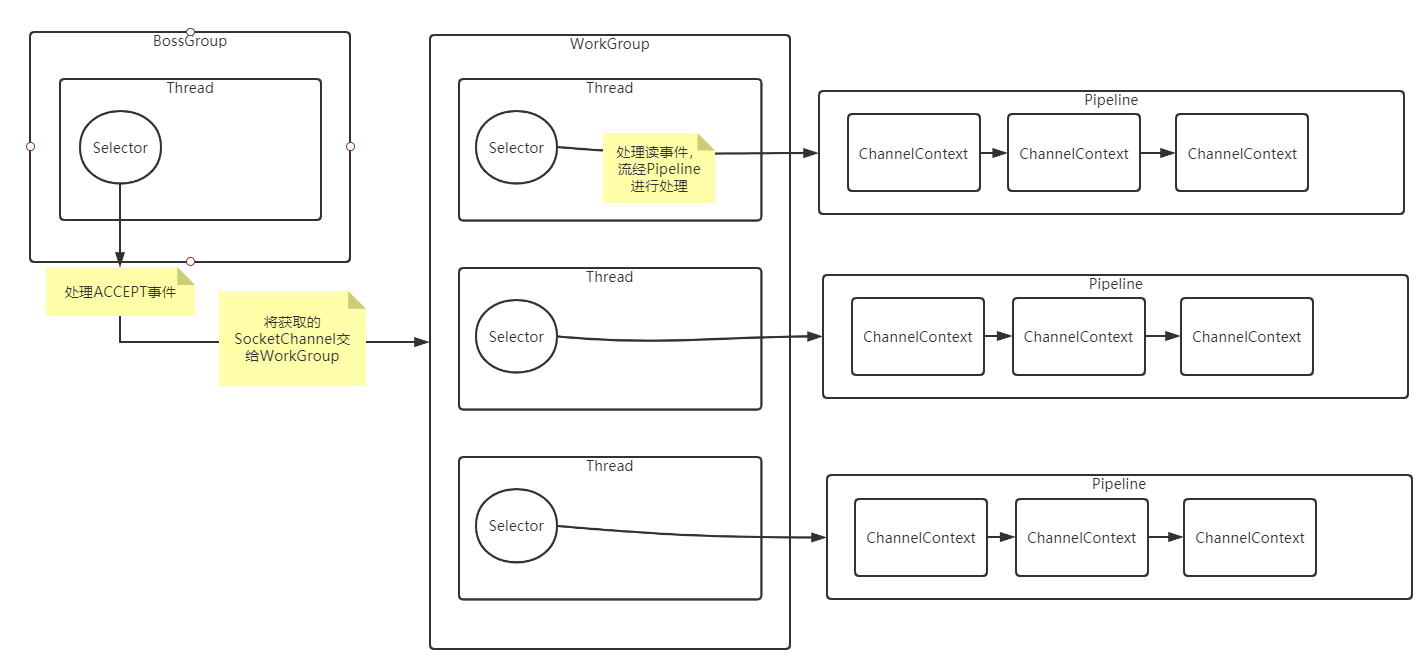 BossGroup
Thread
Selector
处理ACCEPT事件
将获取的
SocketChannel交
给WorkGroup
WorkGroup
Thread
Selector
处理读事件，
流经Pipeline
进行处理
Thread
Selector
Thread
Selector
Pipeline
ChannelContext
ChannelContext
ChannelContext
Pipeline
ChannelContext
ChannelContext
ChannelContext
Pipeline
ChannelContext
ChannelContext
ChannelContext